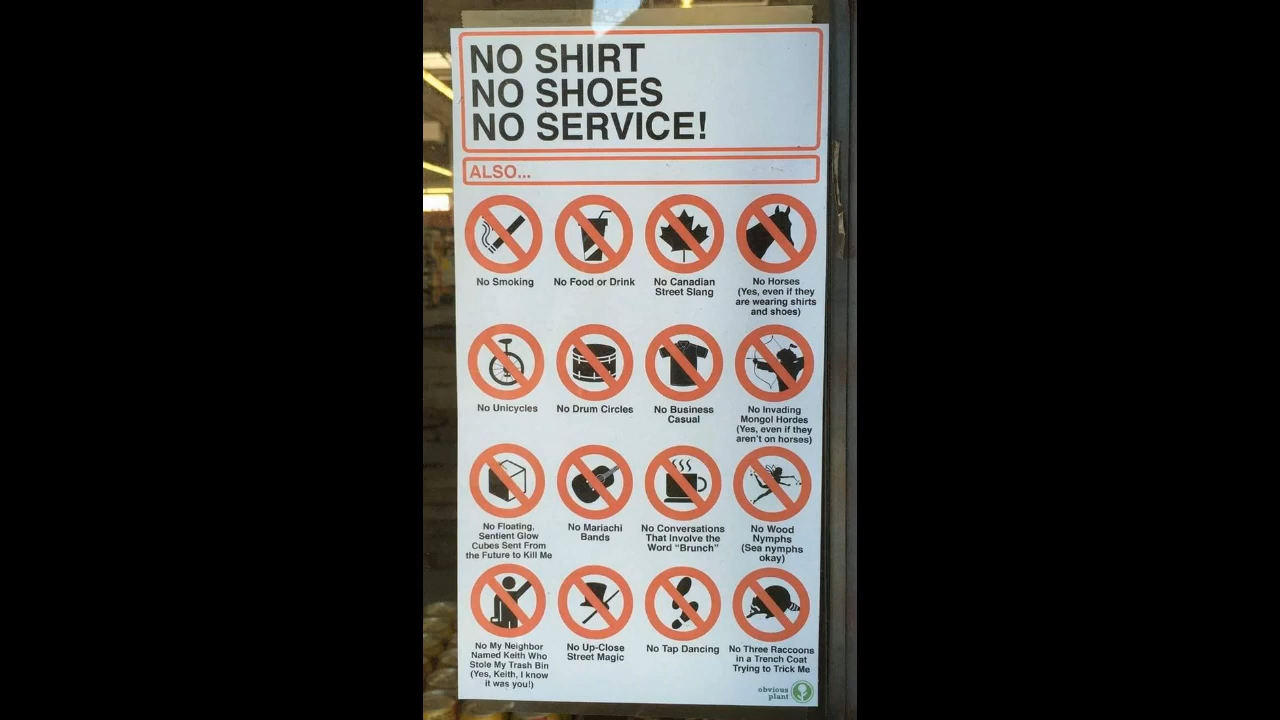 NO SHIRT
NO SHOES
NO SERVICE!
ALSO...
No Smoking
No Food or Drink
No Canadian
Street Slang
No Horses
(Yes, even if they
are wearing shirts
and shoes)
No Unicycles
No Drum Circles
No Business
Casual
No Invading
Mongol Hordes
(Yes, even if they
aren't on horses)
No Floating,
Sentient Glow
Cubes Sent From
the Future to Kill Me
No Mariachi
Bands
No Conversations
That Involve the
Word "Brunch"
No Wood
Nymphs
(Sea nymphs
okay)
No My Neighbor
Named Keith Who
Stole My Trash Bin
(Yes, Keith, I know
it was you!)
No Up-Close
Street Magic
No Tap Dancing
No Three Raccoons
in a Trench Coat
Trying to Trick Me
obvious
plant